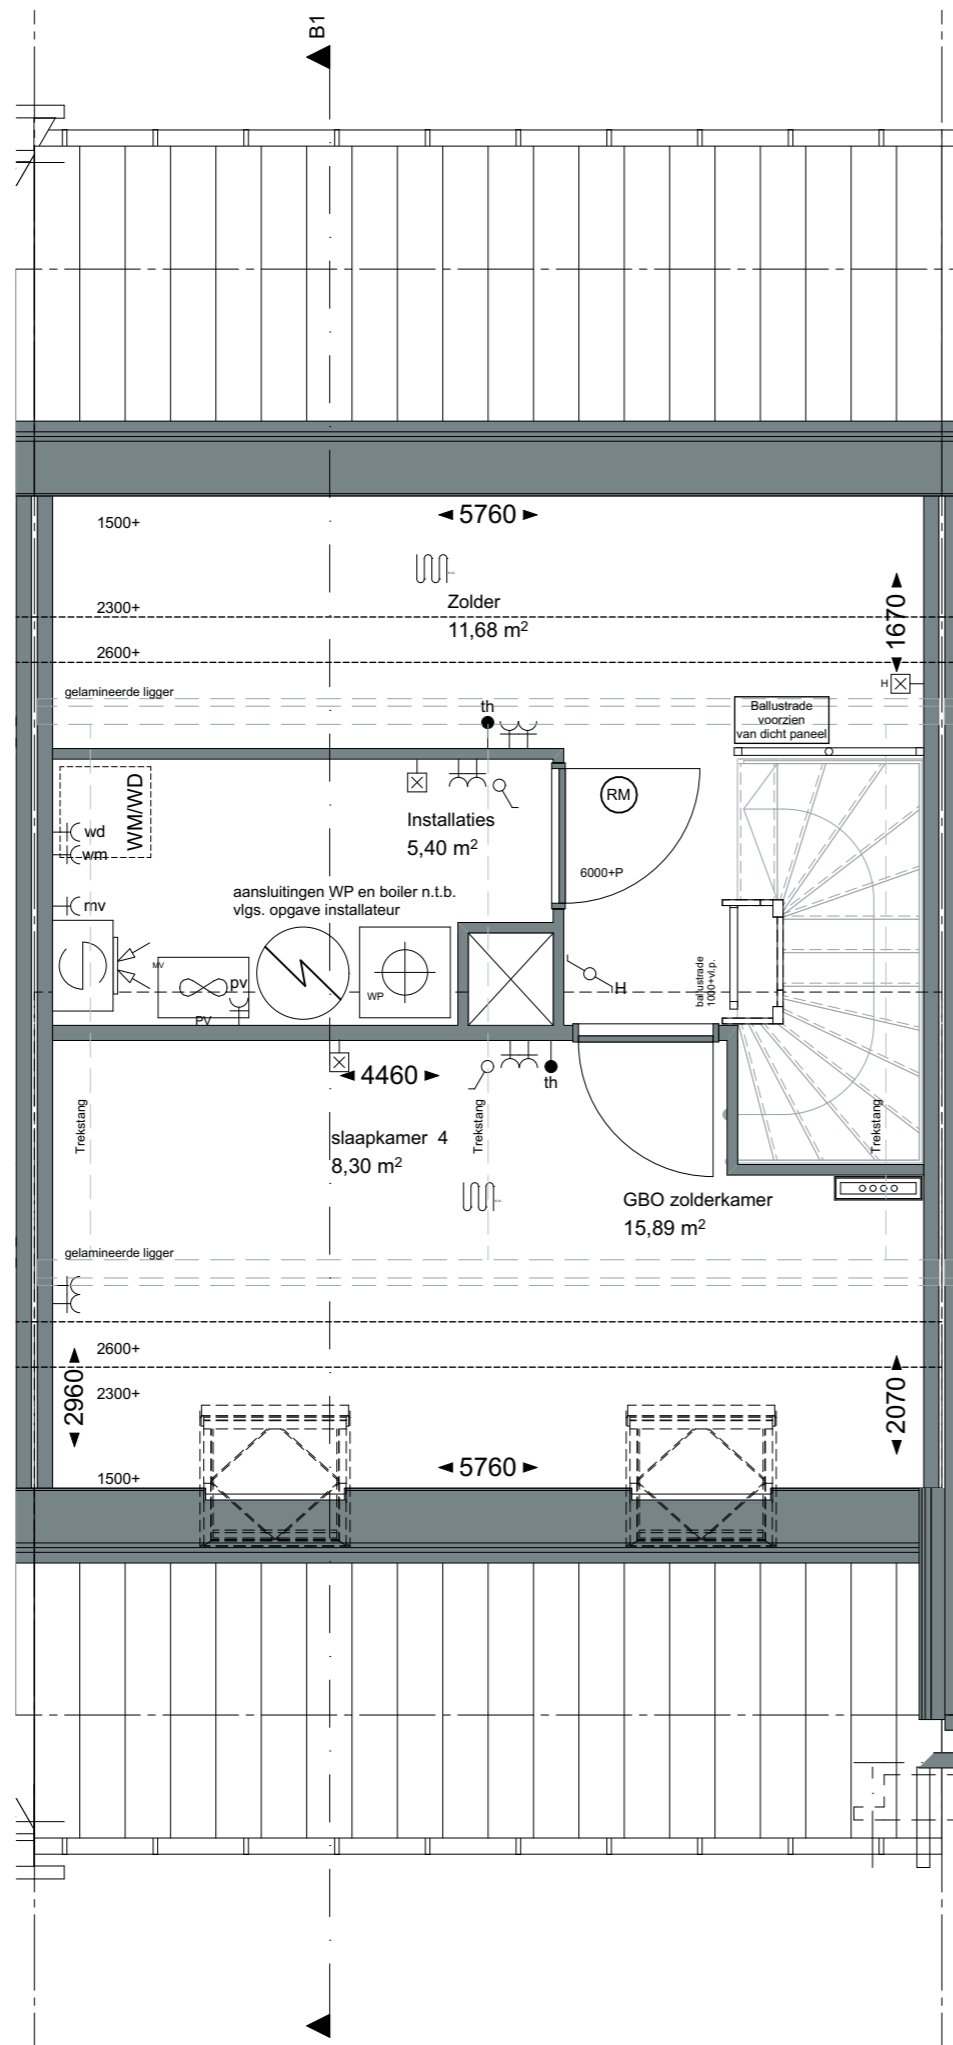 B1
1500+
5760
Zolder
11,68 m²
2300+
1670
2600+
H
gelamineerde ligger
th
Ballustrade
voorzien
van dicht paneel
WM/WD
RM
wd
wm
Installaties
5,40 m²
6000+P
aansluitingen WP en boiler n.t.b.
vlgs. opgave installateur
mv
MV
pv
PV
WP
H
ballustrade
1000+vl.p.
4460
th
Trekstang
Trekstang
Trekstang
slaapkamer 4
8,30 m²
GBO zolderkamer
15,89 m²
gelamineerde ligger
2600+
2960
2300+
2070
1500+
5760